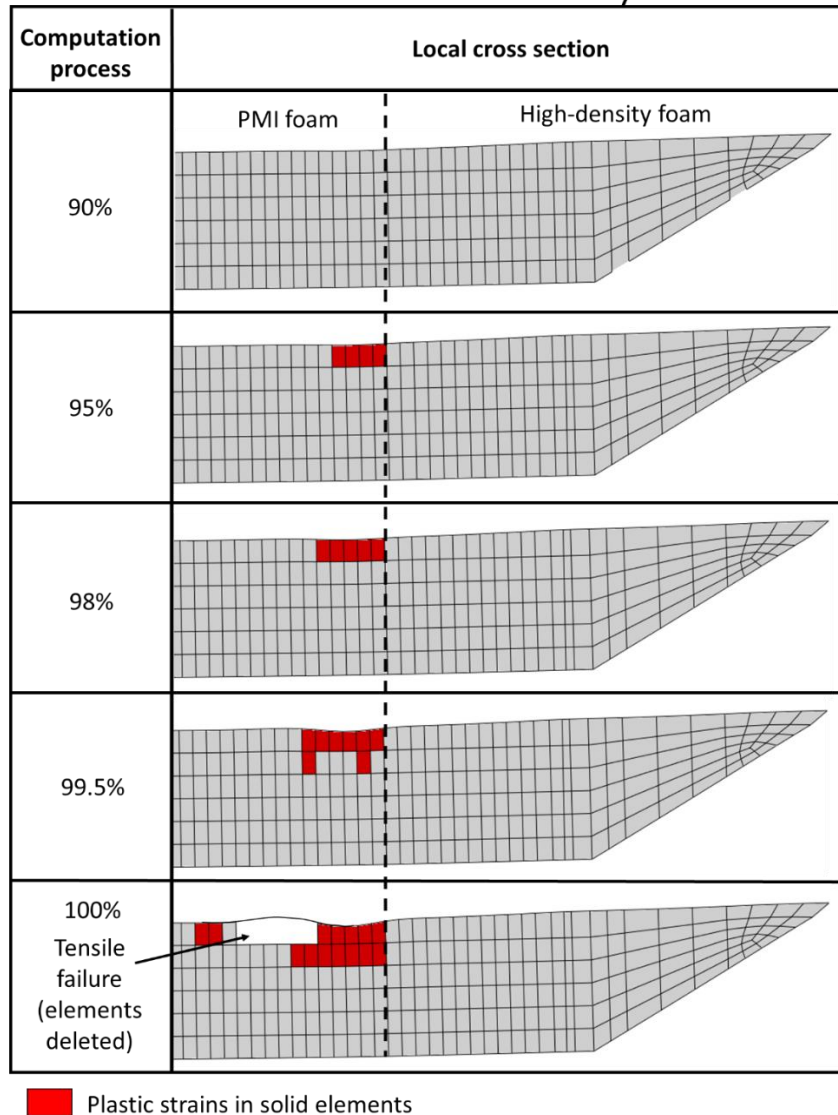 Computation
process
Local cross section
PMI foam
High-density foam
90%
95%
98%
99.5%
100%
Tensile
failure
(elements
deleted)
Plastic strains in solid elements